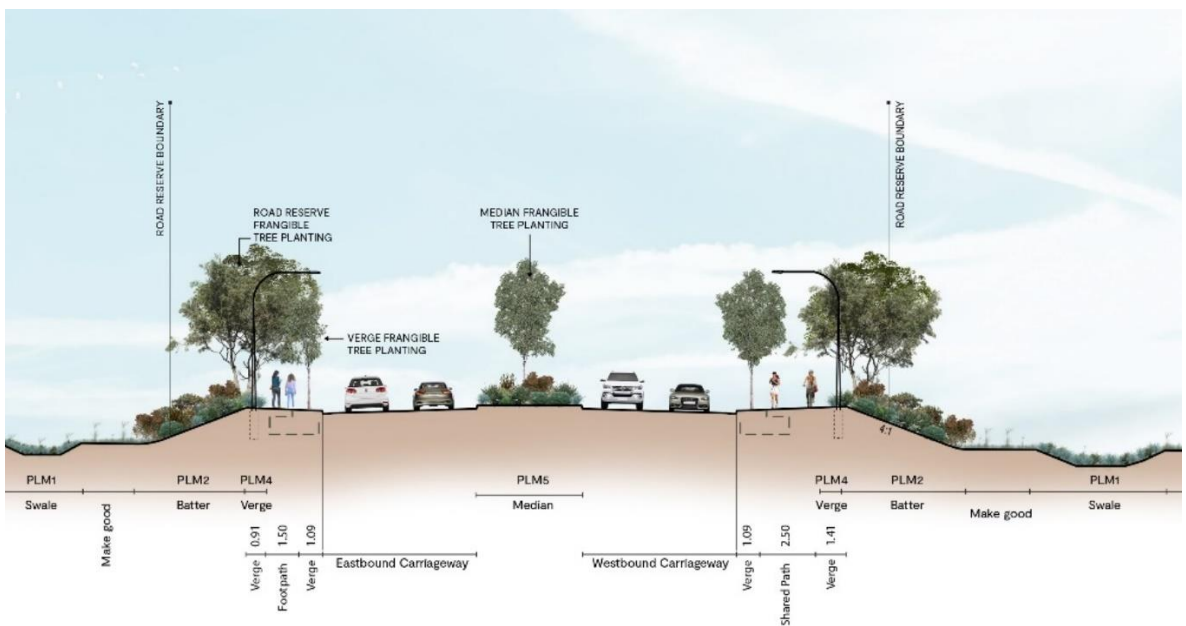 ROAD RESERVE BOUNDARY
ROAD RESERVE BOUNDARY
ROAD RESERVE
FRANGIBLE
TREE PLANTING
MEDIAN FRANGIBLE
TREE PLANTING
VERGE FRANGIBLE
TREE PLANTING
4:1
PLM1
PLM2
PLM4
PLM5
PLM4
PLM2
PLM1
Swale
Make good
Batter
Verge
Median
Verge
Batter
Make good
Swale
0.91
1.50
1.09
1.09
2.50
1.41
Verge
Footpath
Verge
Eastbound Carriageway
Westbound Carriageway
Verge
Shared Path
Verge